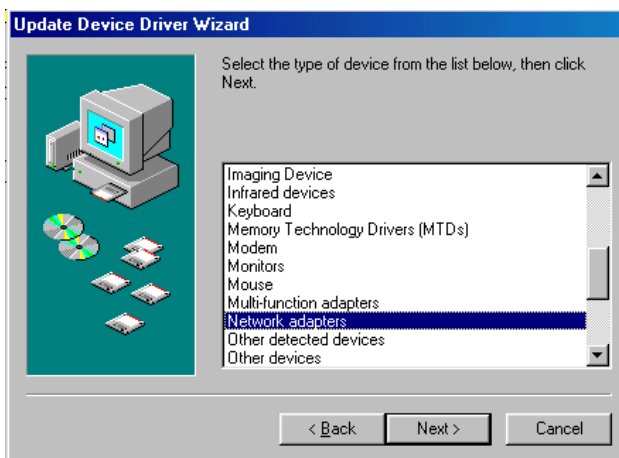 Update Device Driver Wizard
Select the type of device from the list below, then click
Next.
Imaging Device
Infrared devices
Keyboard
Memory Technology Drivers (MTDs)
Modem
Monitors
Mouse
Multi-function adapters
Network adapters
Other detected devices
Other devices
< Back
Next >
Cancel